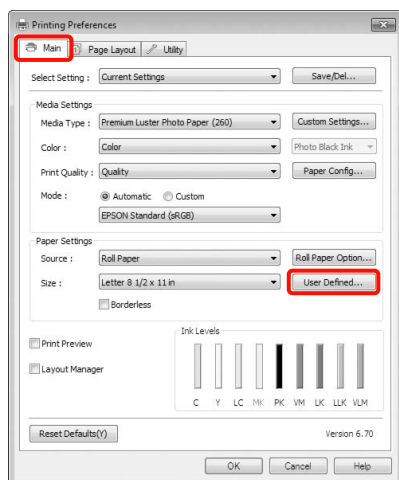 Printing Preferences
Main Page Layout Utility
Select Setting : Current Settings Save/Del...
Media Settings
Media Type : Premium Luster Photo Paper (260) Custom Settings...
Color : Color Photo Black Ink
Print Quality : Quality Paper Config...
Mode : Automatic Custom
EPSON Standard (sRGB)
Paper Settings
Source : Roll Paper Roll Paper Option...
Size : Letter 8 1/2 x 11 in User Defined...
Borderless
Ink Levels
Print Preview
Layout Manager
C Y LC MK PK VM LK LLK VLM
Reset Defaults(Y) Version 6.70
OK Cancel Help